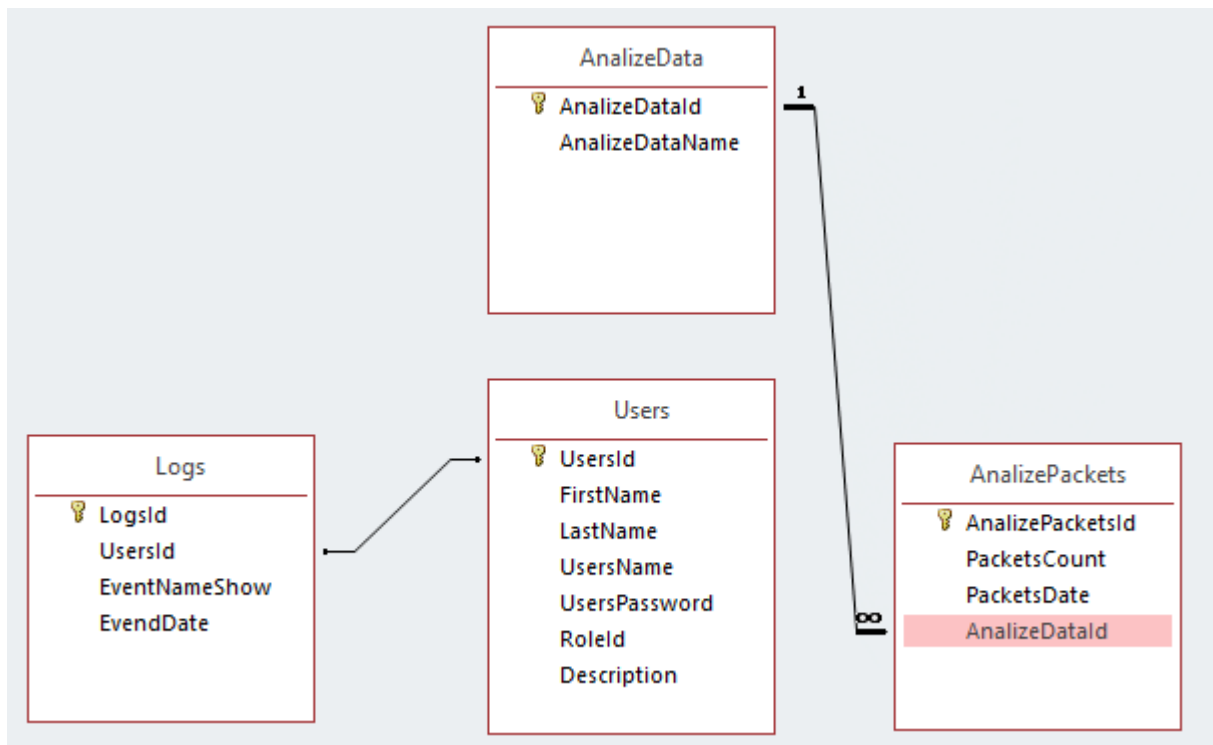 AnalizeData
AnalizeDataId
AnalizeDataName
1
Users
UsersId
FirstName
LastName
UsersName
UsersPassword
RoleId
Description
Logs
LogsId
UsersId
EventNameShow
EvendDate
AnalizePackets
AnalizePacketsId
PacketsCount
PacketsDate
AnalizeDataId
∞